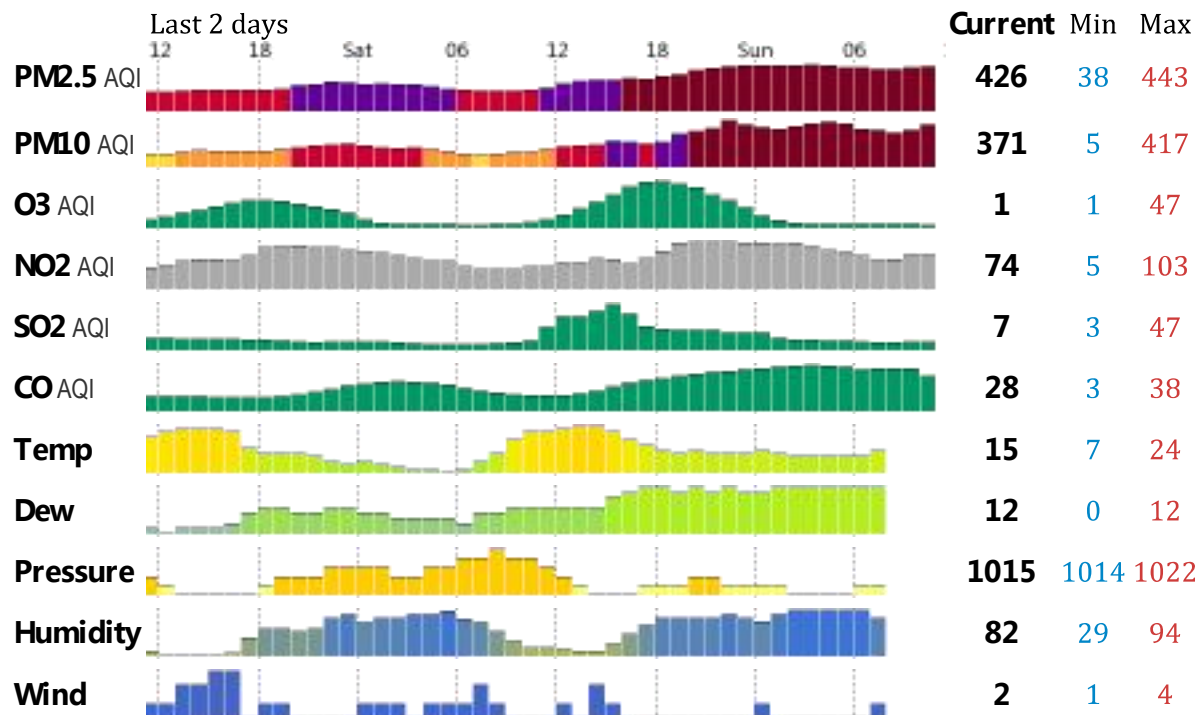 Last 2 days Current Min Max
12 18 Sat 06 12 18 Sun 06
PM2.5 AQI 426 38 443
PM10 AQI 371 5 417
O3 AQI 1 1 47
NO2 AQI 74 5 103
SO2 AQI 7 3 47
CO AQI 28 3 38
Temp 15 7 24
Dew 12 0 12
Pressure 1015 1014 1022
Humidity 82 29 94
Wind 2 1 4